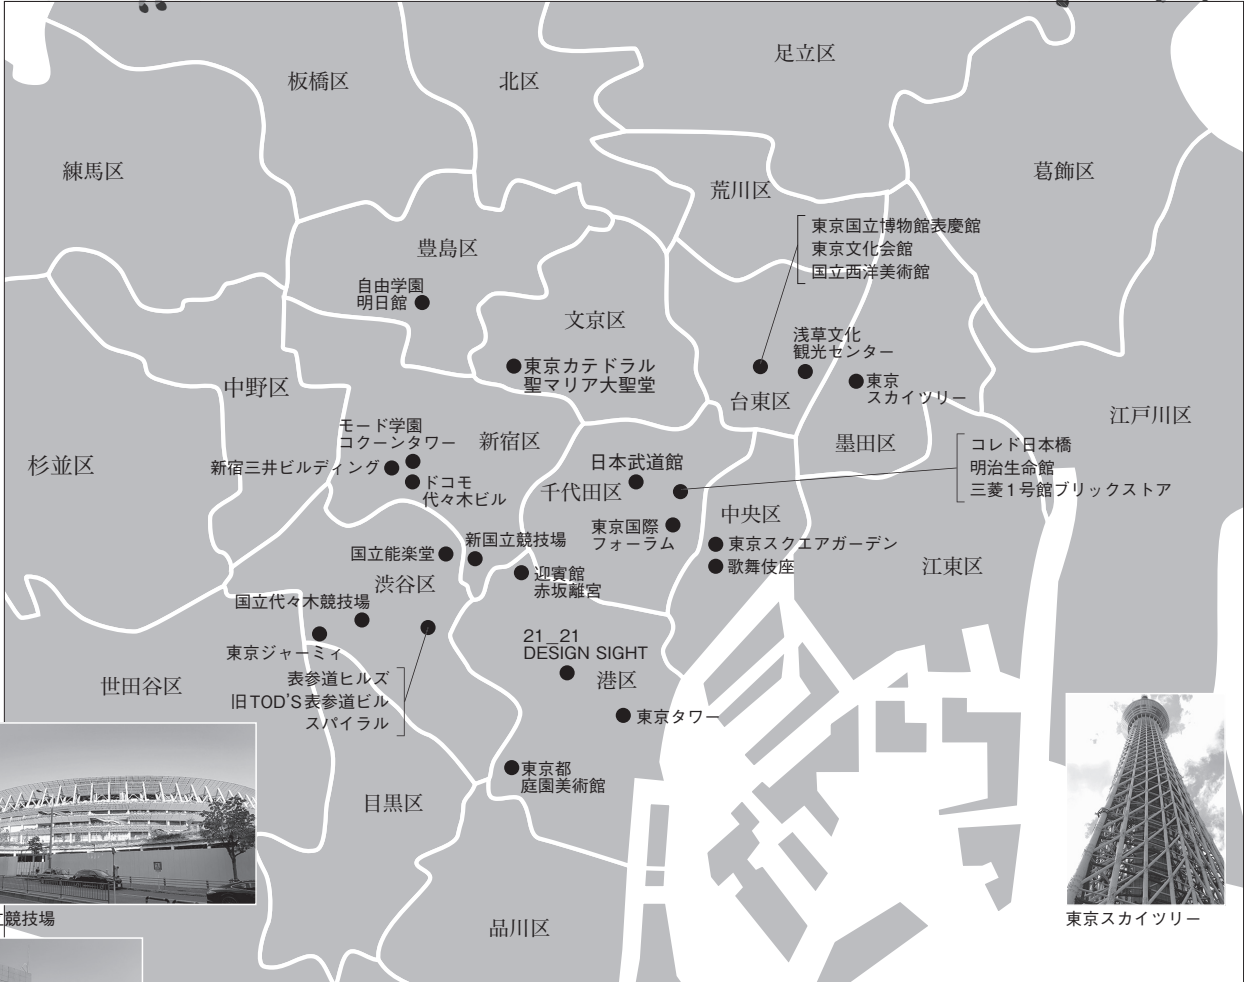 足立区
板橋区
北区
練馬区
葛飾区
荒川区
東京国立博物館表慶館
東京文化会館
国立西洋美術館
豊島区
自由学園
明日館
文京区
浅草文化
観光センター
東京カテドラル
聖マリア大聖堂
東京
スカイツリー
中野区
台東区
江戸川区
モード学園
コクーンタワー
新宿区
墨田区
コレド日本橋
明治生命館
三菱1号館ブリックストア
杉並区
新宿三井ビルディング
日本武道館
ドコモ
代々木ビル
千代田区
中央区
東京国際
フォーラム
新国立競技場
東京スクエアガーデン
国立能楽堂
歌舞伎座
江東区
迎賓館
赤坂離宮
渋谷区
国立代々木競技場
21_21
DESIGN SIGHT
東京ジャーミィ
表参道ヒルズ
旧TOD'S表参道ビル
スパイラル
港区
世田谷区
東京タワー
東京都
庭園美術館
目黒区
競技場
東京スカイツリー
品川区